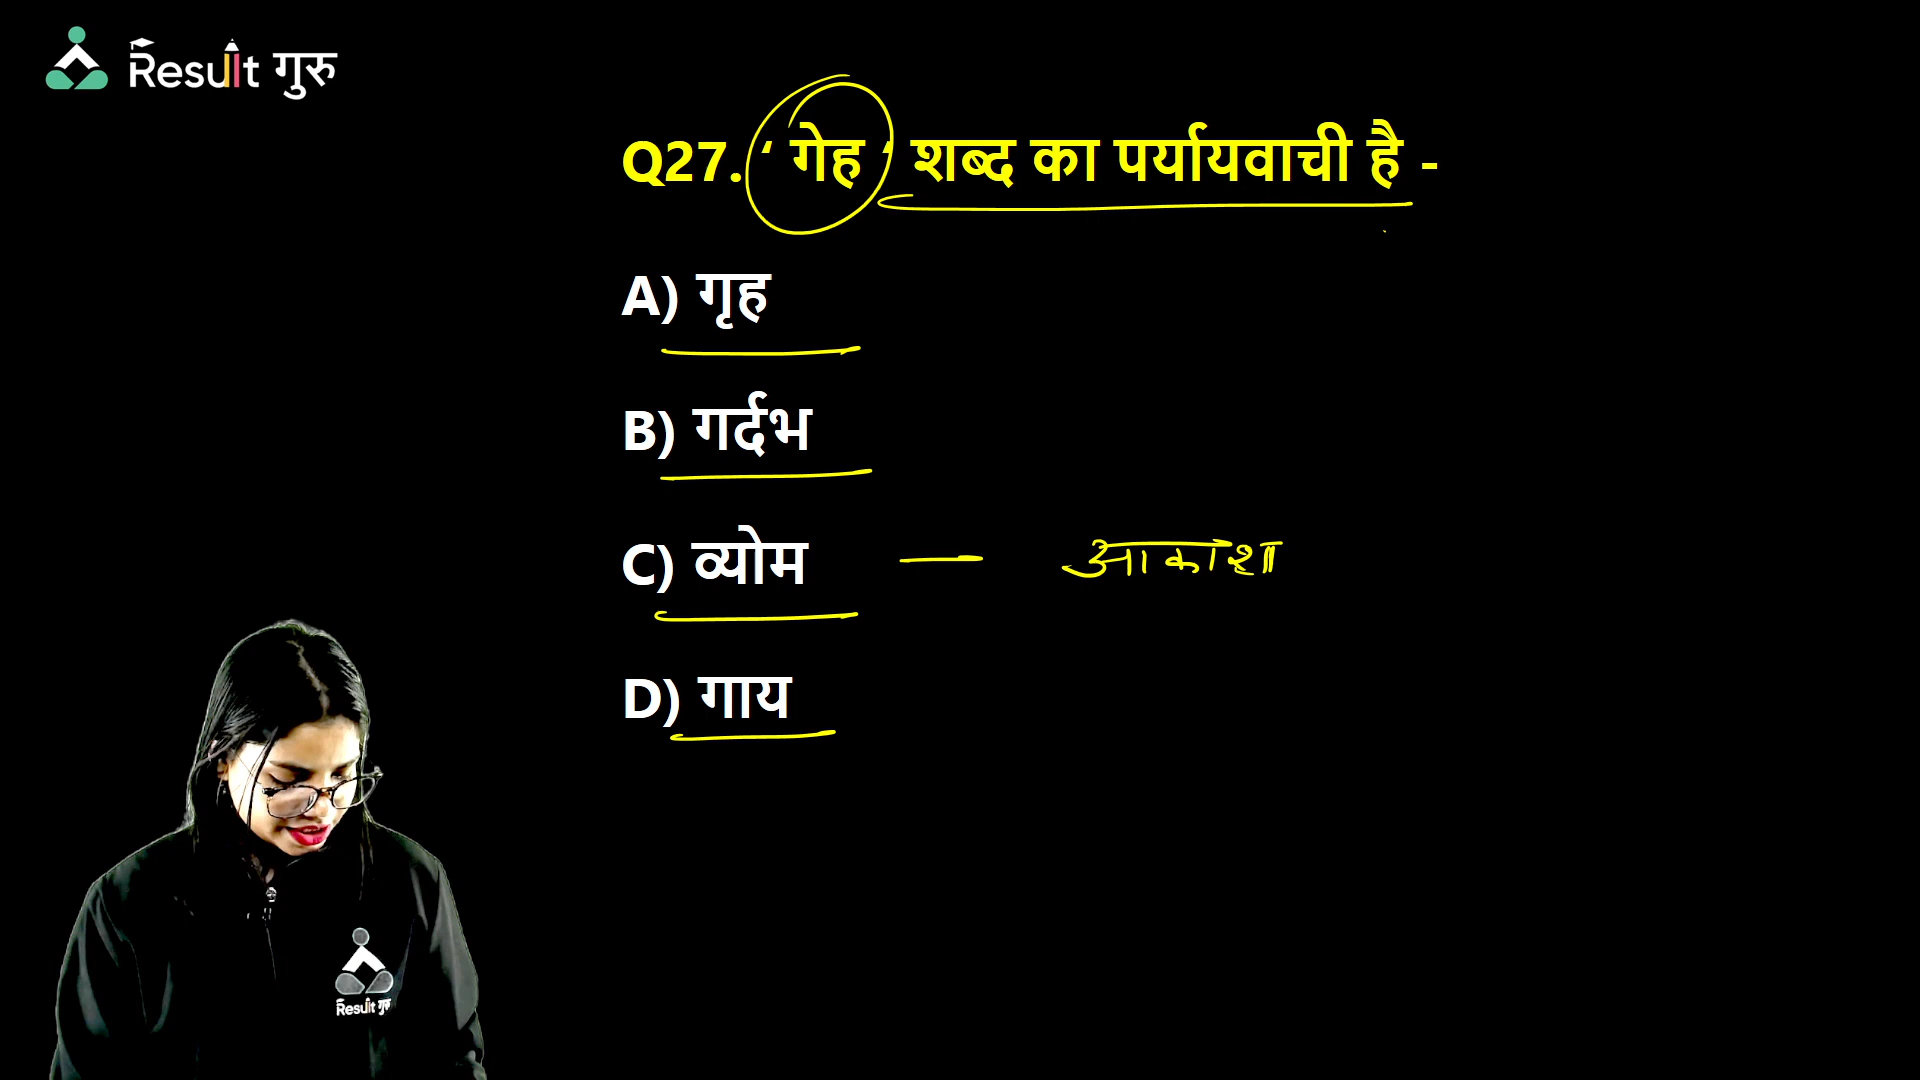 Result गुरु
Q27. ‘ गेह ‘ शब्द का पर्यायवाची है -
A) गृह
B) गर्दभ
C) व्योम — आकाश
D) गाय
Result गुरु